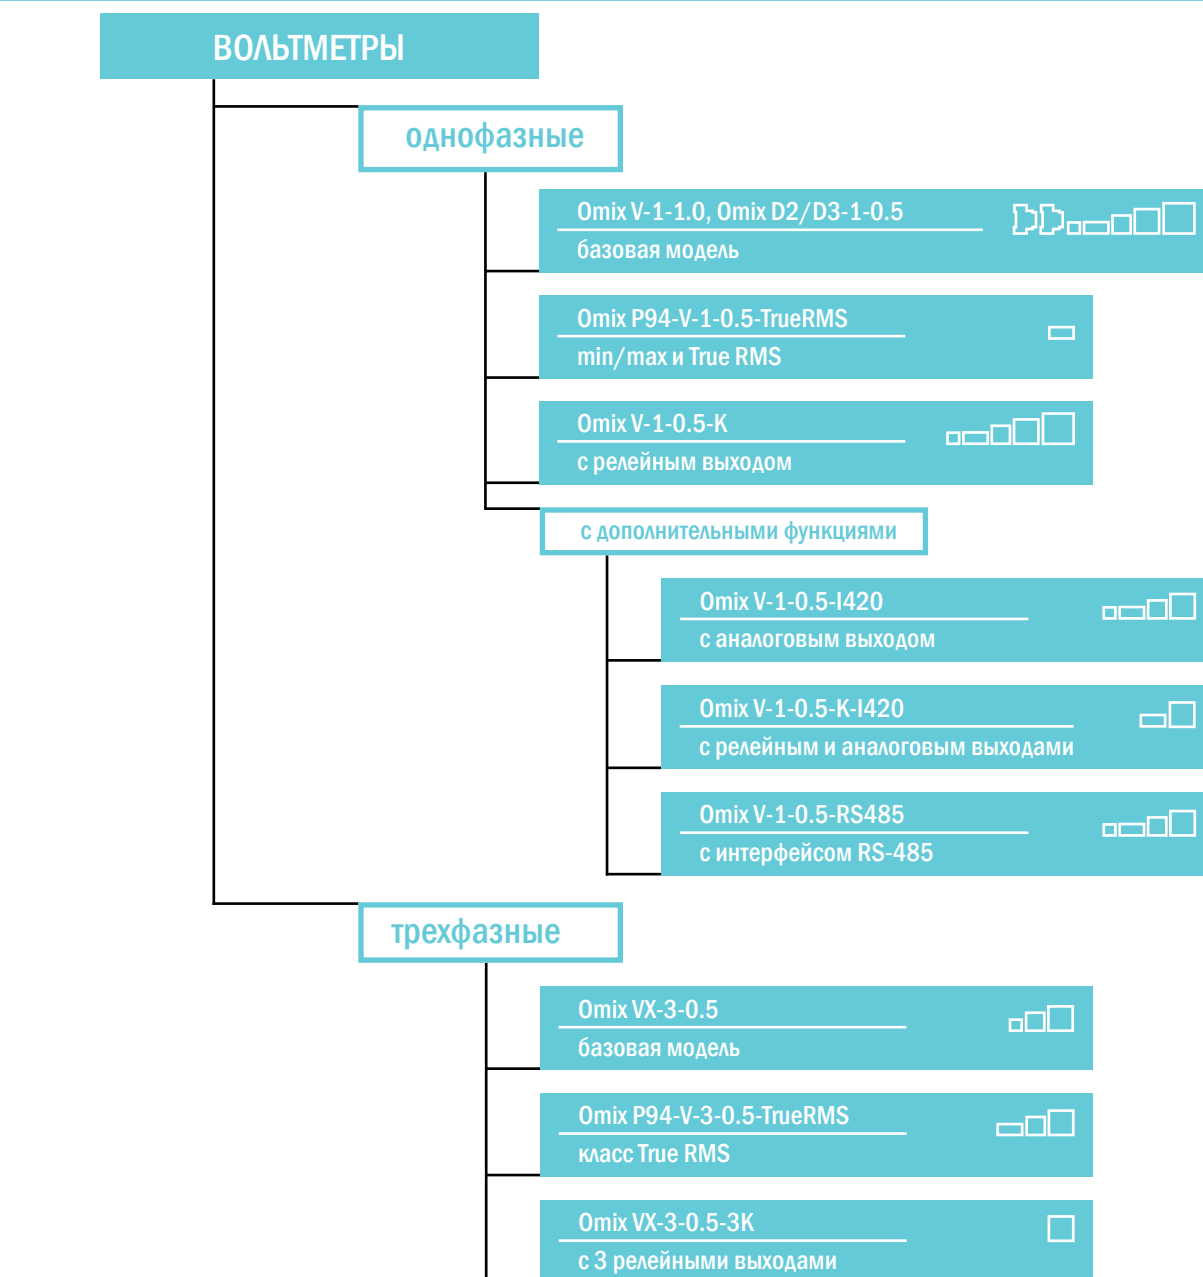 ВОЛЬТМЕТРЫ
однофазные
Omix V-1-1.0, Omix D2/D3-1-0.5
базовая модель
Omix P94-V-1-0.5-TrueRMS
min/max и True RMS
Omix V-1-0.5-K
с релейным выходом
с дополнительными функциями
Omix V-1-0.5-I420
с аналоговым выходом
Omix V-1-0.5-K-I420
с релейным и аналоговым выходами
Omix V-1-0.5-RS485
с интерфейсом RS-485
трехфазные
Omix VX-3-0.5
базовая модель
Omix P94-V-3-0.5-TrueRMS
класс True RMS
Omix VX-3-0.5-3K
с 3 релейными выходами